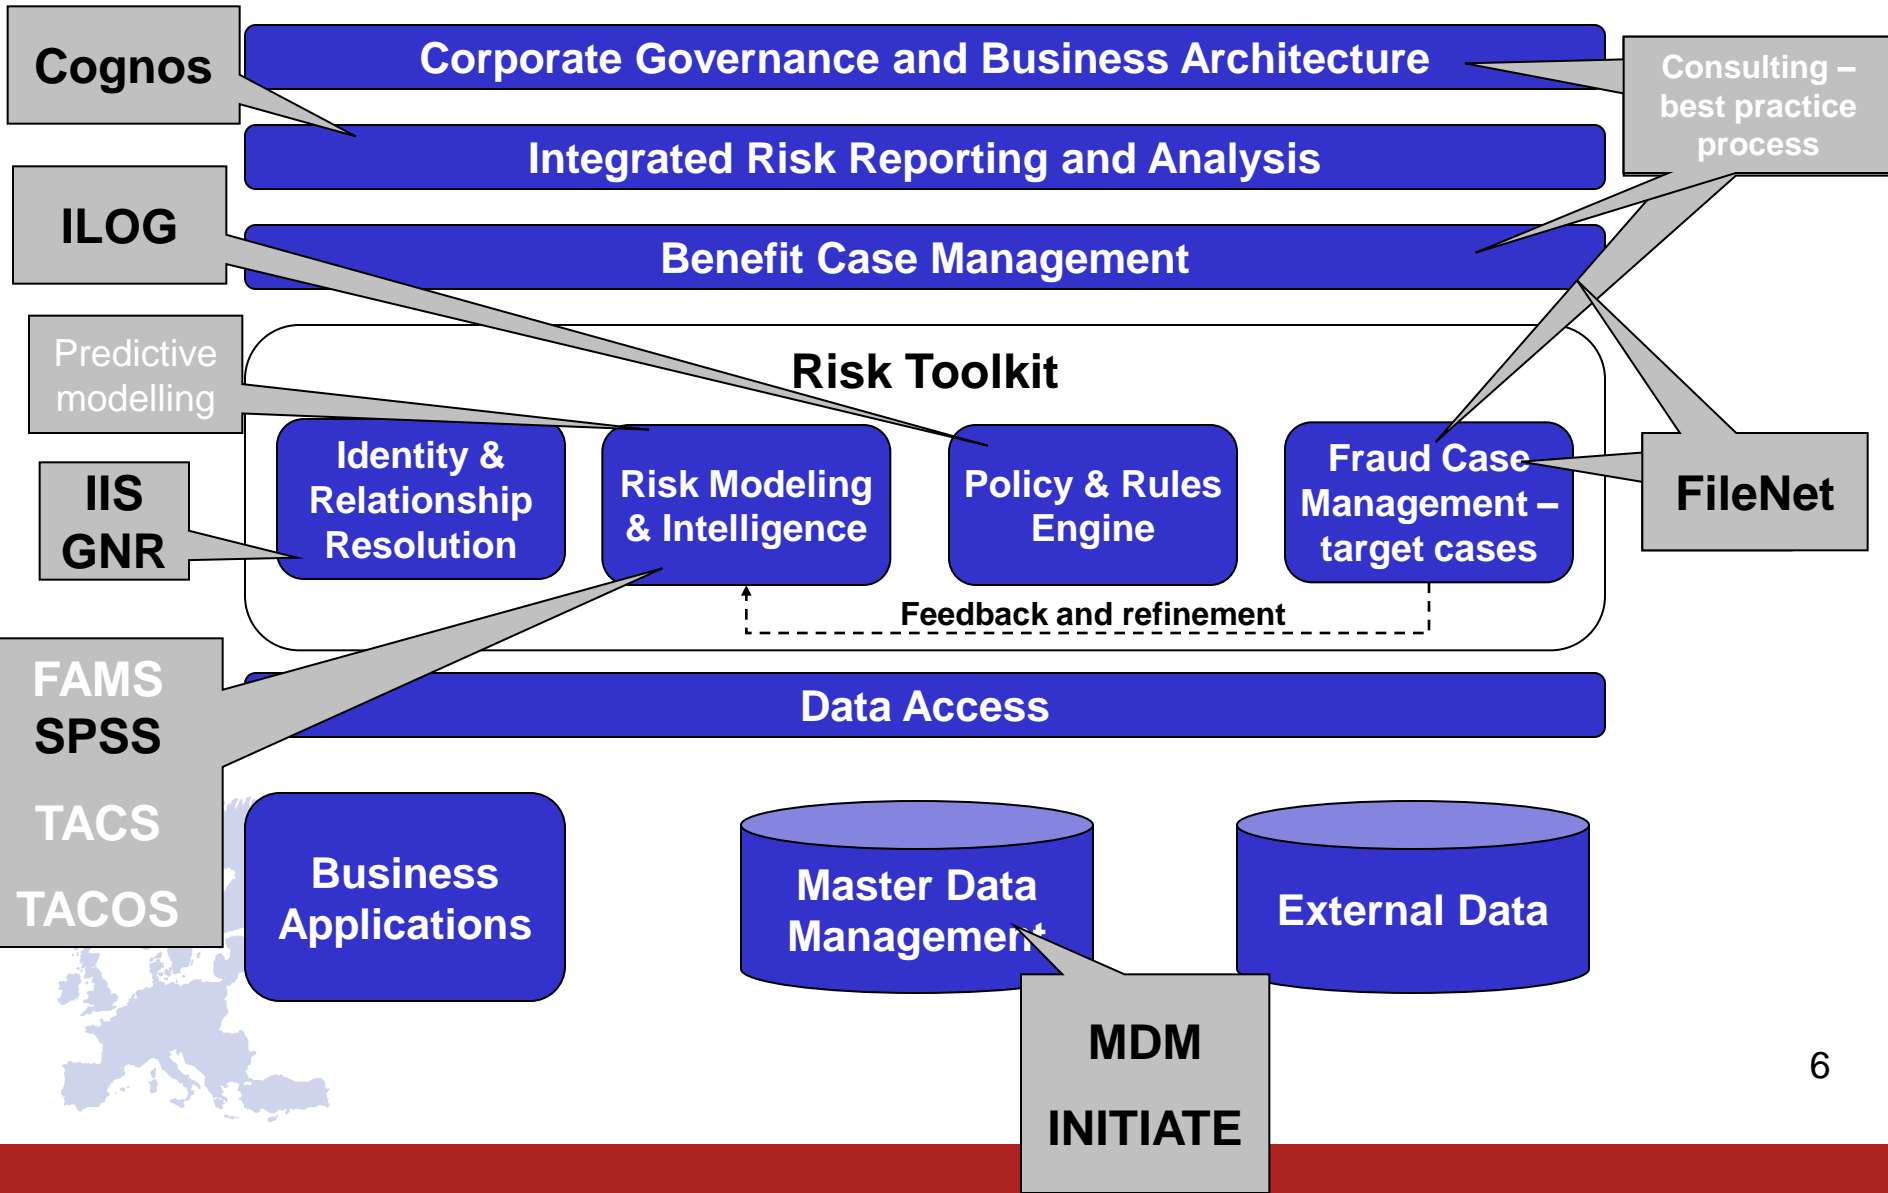 Cognos
Corporate Governance and Business Architecture
Consulting –
best practice
process
Integrated Risk Reporting and Analysis
ILOG
Benefit Case Management
Predictive
modelling
Risk Toolkit
IIS
GNR
Identity &
Relationship
Resolution
Risk Modeling
& Intelligence
Policy & Rules
Engine
Fraud Case
Management –
target cases
FileNet
Feedback and refinement
FAMS
SPSS
TACS
TACOS
Data Access
Business
Applications
Master Data
Management
External Data
MDM
INITIATE
6